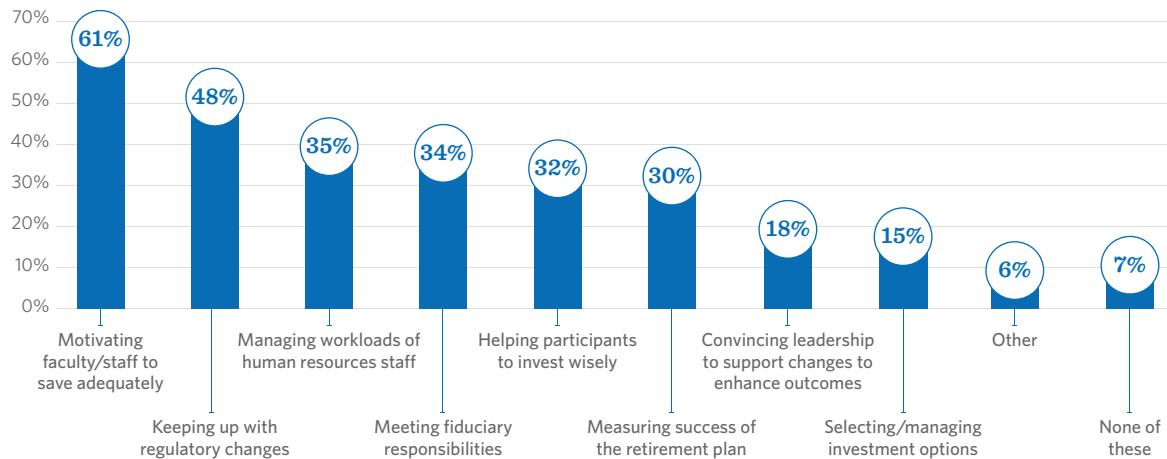 70%
60%
50%
40%
30%
20%
10%
0%
61%
48%
35%
34%
32%
30%
18%
15%
6%
7%
Motivating
faculty/staff to
save adequately
Keeping up with
regulatory changes
Managing workloads of
human resources staff
Meeting fiduciary
responsibilities
Helping participants
to invest wisely
Measuring success of
the retirement plan
Convincing leadership
to support changes to
enhance outcomes
Selecting/managing
investment options
Other
None of
these